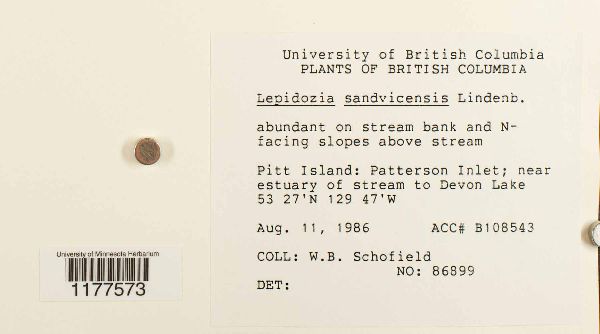 University of British Columbia
PLANTS OF BRITISH COLUMBIA
Lepidozia sandvicensis Lindenb.
abundant on stream bank and N-
facing slopes above stream
Pitt Island: Patterson Inlet; near
estuary of stream to Devon Lake
53 27'N 129 47'W
Aug. 11, 1986 ACC# B108543
COLL: W.B. Schofield
NO: 86899
DET:
University of Minnesota Herbarium
1177573